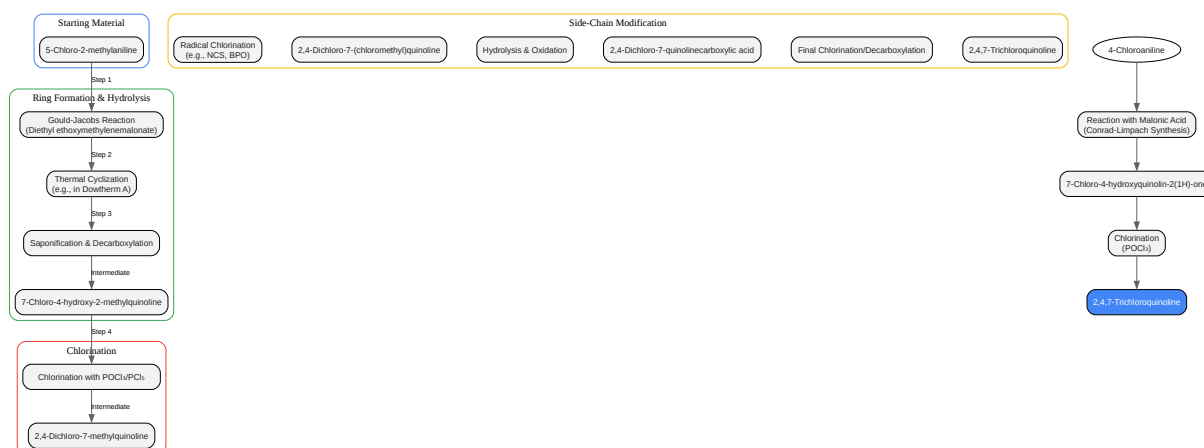 Starting Material
5-Chloro-2-methylaniline
Step 1
Ring Formation & Hydrolysis
Gould-Jacobs Reaction
(Diethyl ethoxymethylenemalonate)
Step 2
Thermal Cyclization
(e.g., in Dowtherm A)
Step 3
Saponification & Decarboxylation
Intermediate
7-Chloro-4-hydroxy-2-methylquinoline
Step 4
Chlorination
Chlorination with POCl₃/PCl₅
Intermediate
2,4-Dichloro-7-methylquinoline
Side-Chain Modification
Radical Chlorination
(e.g., NCS, BPO)
2,4-Dichloro-7-(chloromethyl)quinoline
Hydrolysis & Oxidation
2,4-Dichloro-7-quinolinecarboxylic acid
Final Chlorination/Decarboxylation
2,4,7-Trichloroquinoline
4-Chloroaniline
Reaction with Malonic Acid
(Conrad-Limpach Synthesis)
7-Chloro-4-hydroxyquinolin-2(1H)-one
Chlorination
(POCl₃)
2,4,7-Trichloroquinoline